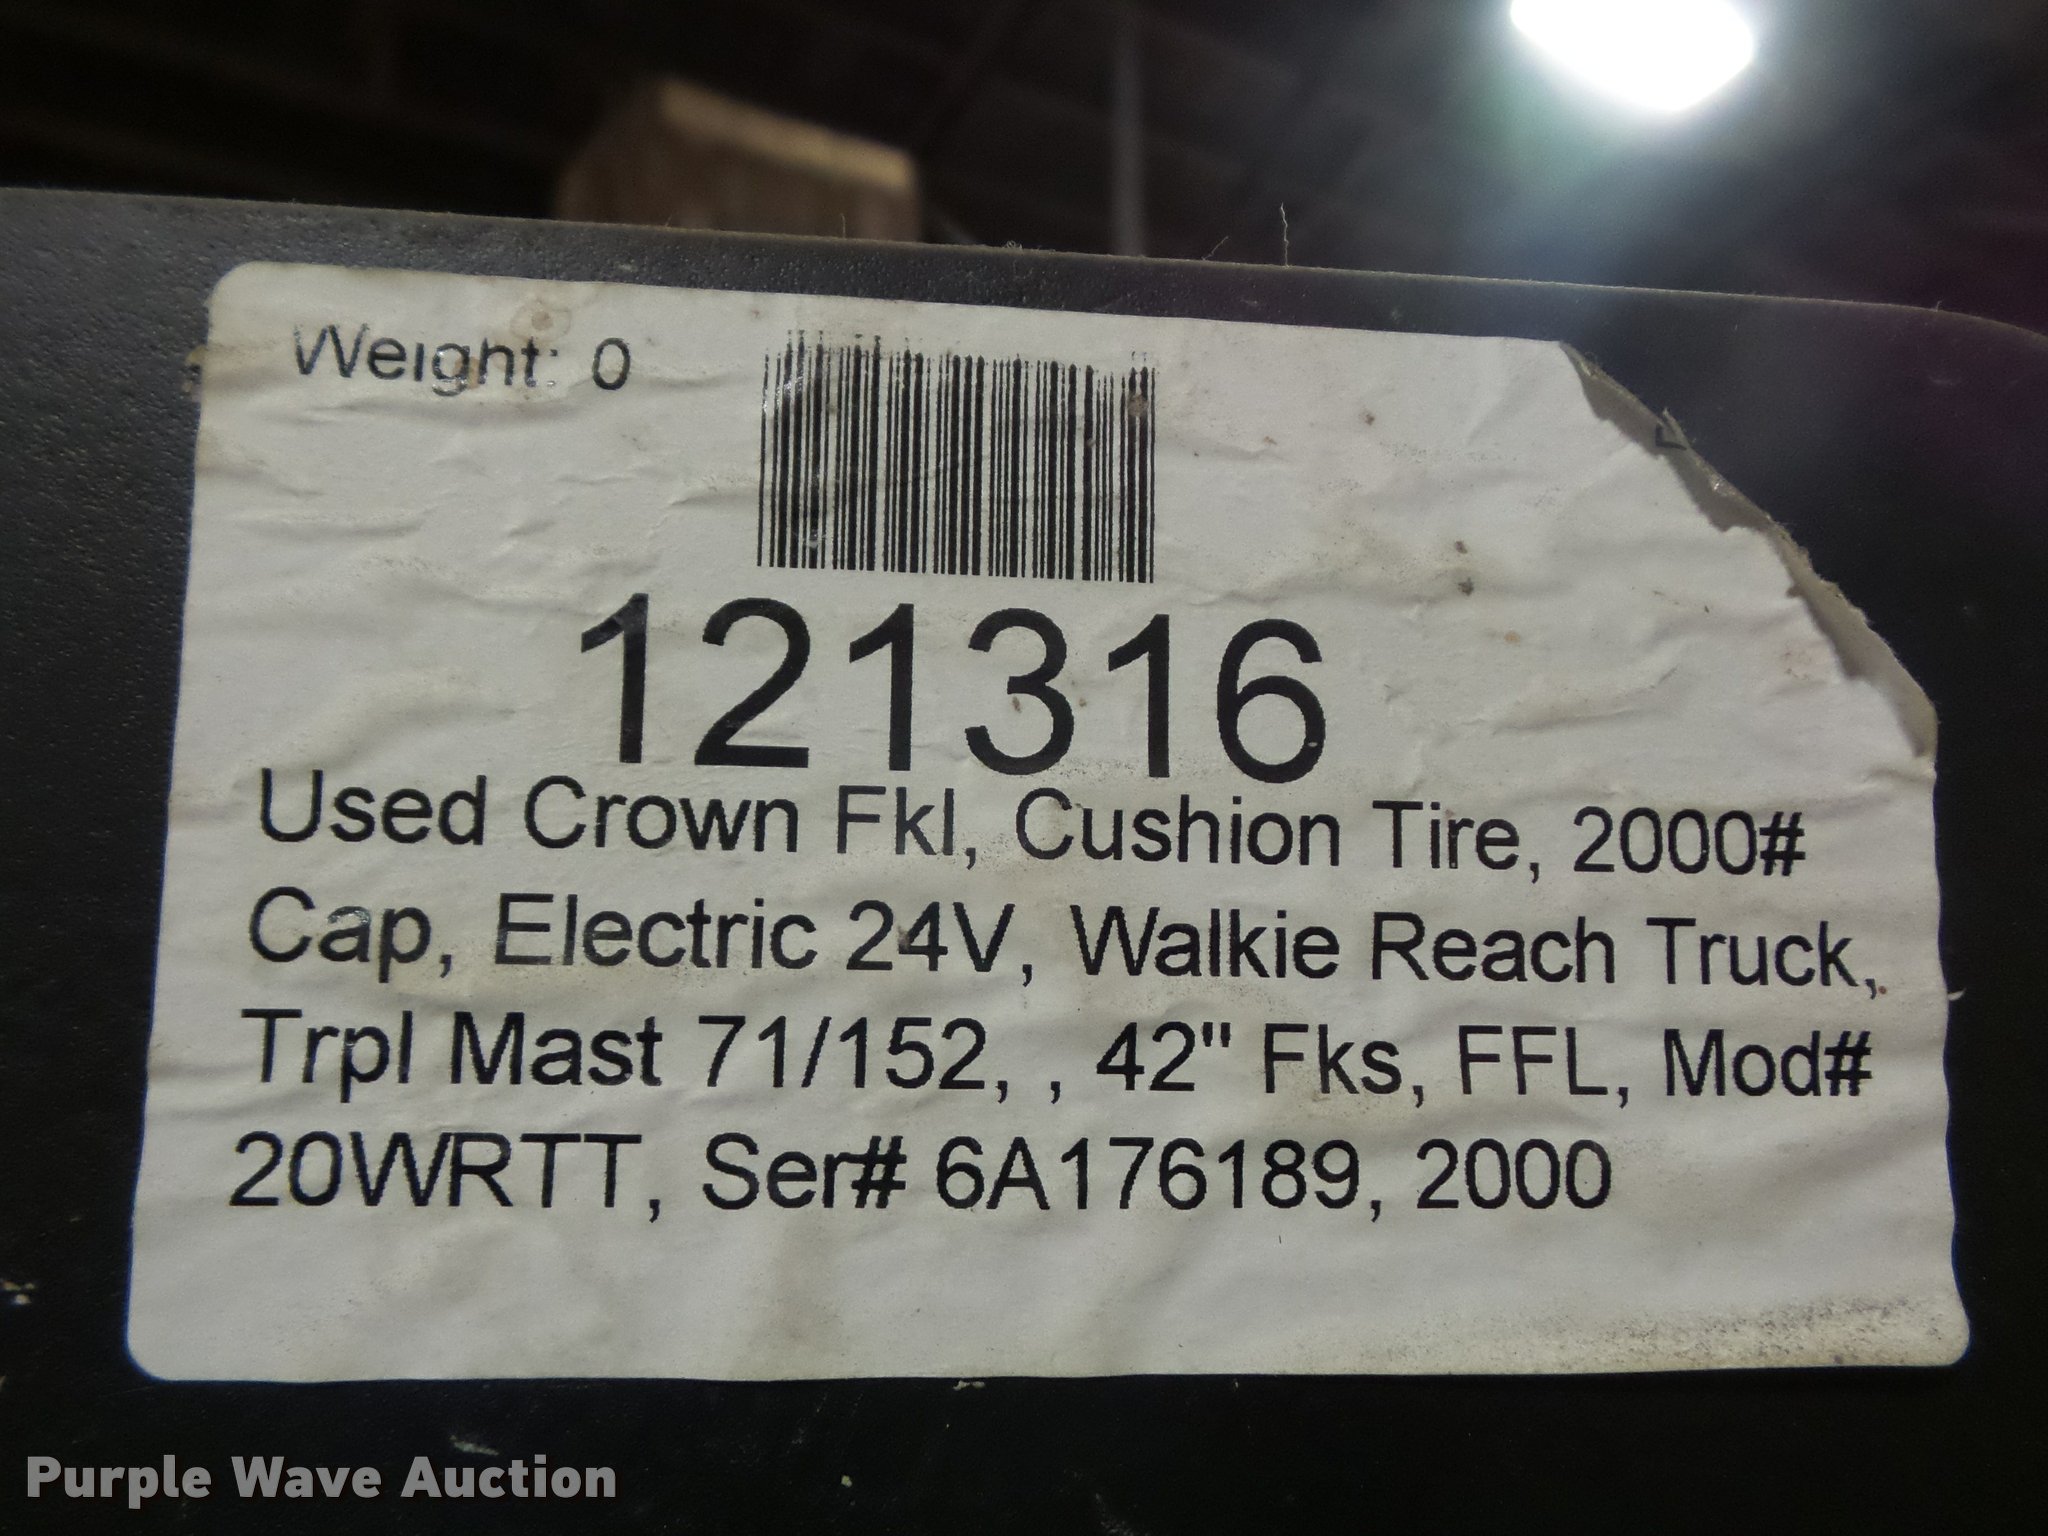 Weight: 0
121316
Used Crown Fkl, Cushion Tire, 2000#
Cap, Electric 24V, Walkie Reach Truck,
Trpl Mast 71/152, , 42" Fks, FFL, Mod#
20WRTT, Ser# 6A176189, 2000
Purple Wave Auction